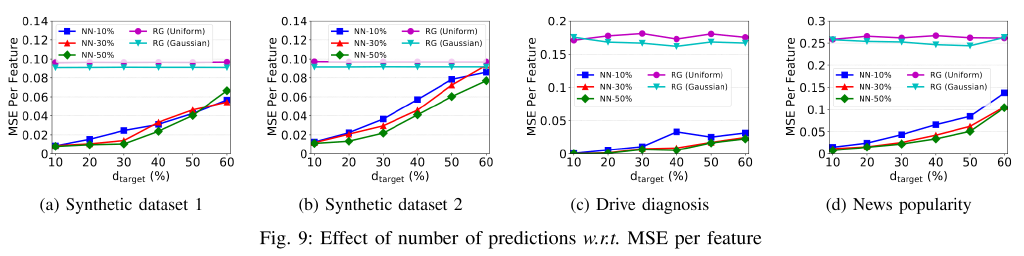 0.14
0.12
0.10
0.08
0.06
0.04
0.02
0
MSE Per Feature
NN-10%
NN-30%
NN-50%
RG (Uniform)
RG (Gaussian)
10 20 30 40 50 60
d_target (%)
(a) Synthetic dataset 1
0.14
0.12
0.10
0.08
0.06
0.04
0.02
0
MSE Per Feature
NN-10%
NN-30%
NN-50%
RG (Uniform)
RG (Gaussian)
10 20 30 40 50 60
d_target (%)
(b) Synthetic dataset 2
0.2
0.15
0.1
0.05
0
MSE Per Feature
NN-10%
NN-30%
NN-50%
RG (Uniform)
RG (Gaussian)
10 20 30 40 50 60
d_target (%)
(c) Drive diagnosis
0.3
0.25
0.2
0.15
0.1
0.05
0
MSE Per Feature
NN-10%
NN-30%
NN-50%
RG (Uniform)
RG (Gaussian)
10 20 30 40 50 60
d_target (%)
(d) News popularity
Fig. 9: Effect of number of predictions w.r.t. MSE per feature